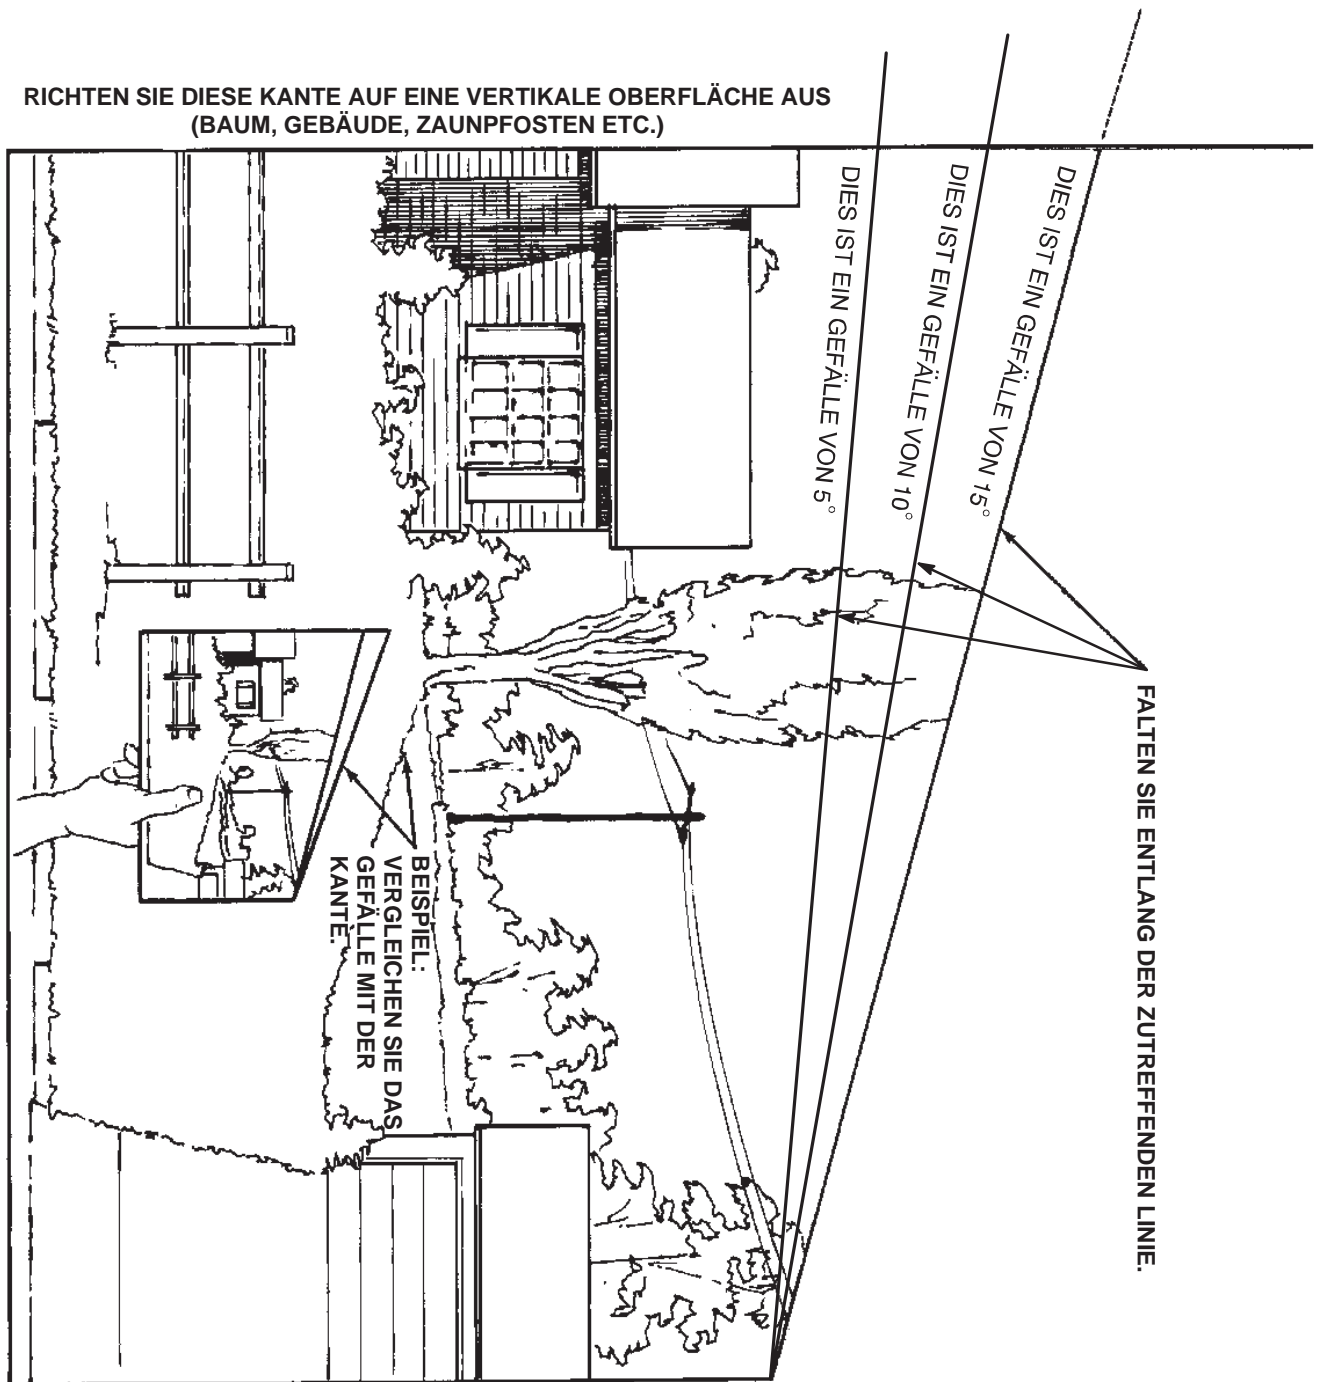 RICHTEN SIE DIESE KANTE AUF EINE VERTIKALE OBERFLÄCHE AUS
(BAUM, GEBÄUDE, ZAUNPFOSTEN ETC.)
DIES IST EIN GEFÄLLE VON 15°
DIES IST EIN GEFÄLLE VON 10°
DIES IST EIN GEFÄLLE VON 5°
FALTEN SIE ENTLANG DER ZUTREFFENDEN LINIE.
BEISPIEL:
VERGLEICHEN SIE DAS
GEFÄLLE MIT DER
KANTE.